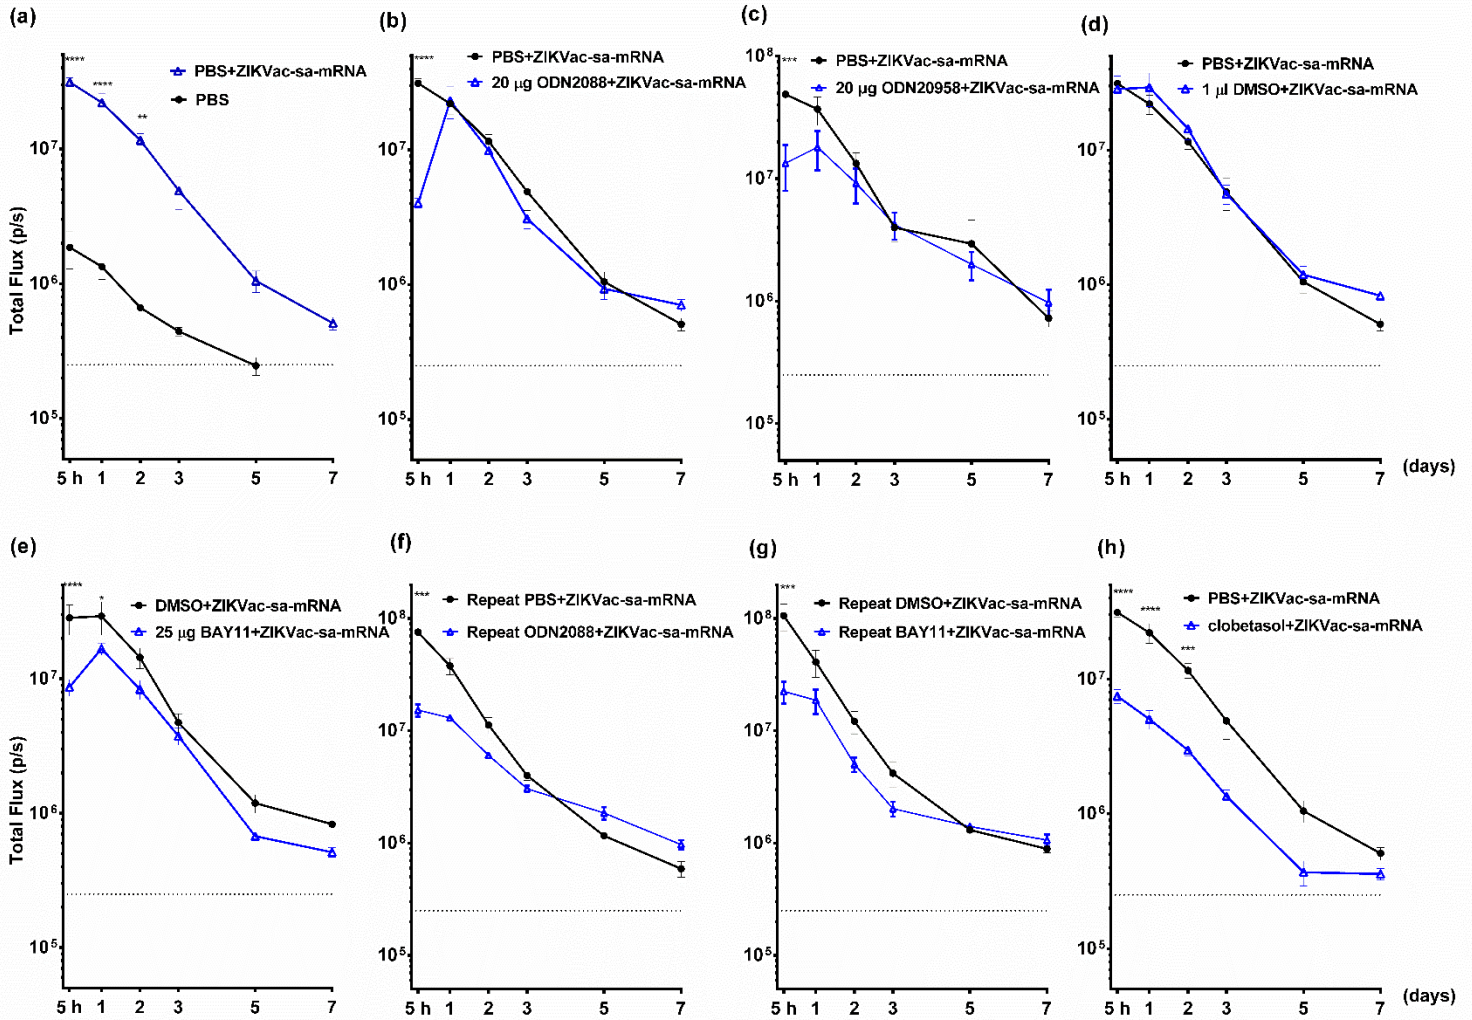 (a)
****
****
**
PBS+ZIKVac-sa-mRNA
PBS
Total Flux (p/s)
10⁷
10⁶
10⁵
5 h 1 2 3 5 7
(b)
****
PBS+ZIKVac-sa-mRNA
20 µg ODN2088+ZIKVac-sa-mRNA
10⁷
10⁶
10⁵
5 h 1 2 3 5 7
(c)
***
PBS+ZIKVac-sa-mRNA
20 µg ODN20958+ZIKVac-sa-mRNA
10⁸
10⁷
10⁶
10⁵
5 h 1 2 3 5 7
(d)
PBS+ZIKVac-sa-mRNA
1 µl DMSO+ZIKVac-sa-mRNA
10⁷
10⁶
10⁵
5 h 1 2 3 5 7
(days)
(e)
****
*
DMSO+ZIKVac-sa-mRNA
25 µg BAY11+ZIKVac-sa-mRNA
Total Flux (p/s)
10⁷
10⁶
10⁵
5 h 1 2 3 5 7
(f)
***
Repeat PBS+ZIKVac-sa-mRNA
Repeat ODN2088+ZIKVac-sa-mRNA
10⁸
10⁷
10⁶
10⁵
5 h 1 2 3 5 7
(g)
***
Repeat DMSO+ZIKVac-sa-mRNA
Repeat BAY11+ZIKVac-sa-mRNA
10⁸
10⁷
10⁶
10⁵
5 h 1 2 3 5 7
(h)
****
****
***
PBS+ZIKVac-sa-mRNA
clobetasol+ZIKVac-sa-mRNA
10⁷
10⁶
10⁵
5 h 1 2 3 5 7
(days)